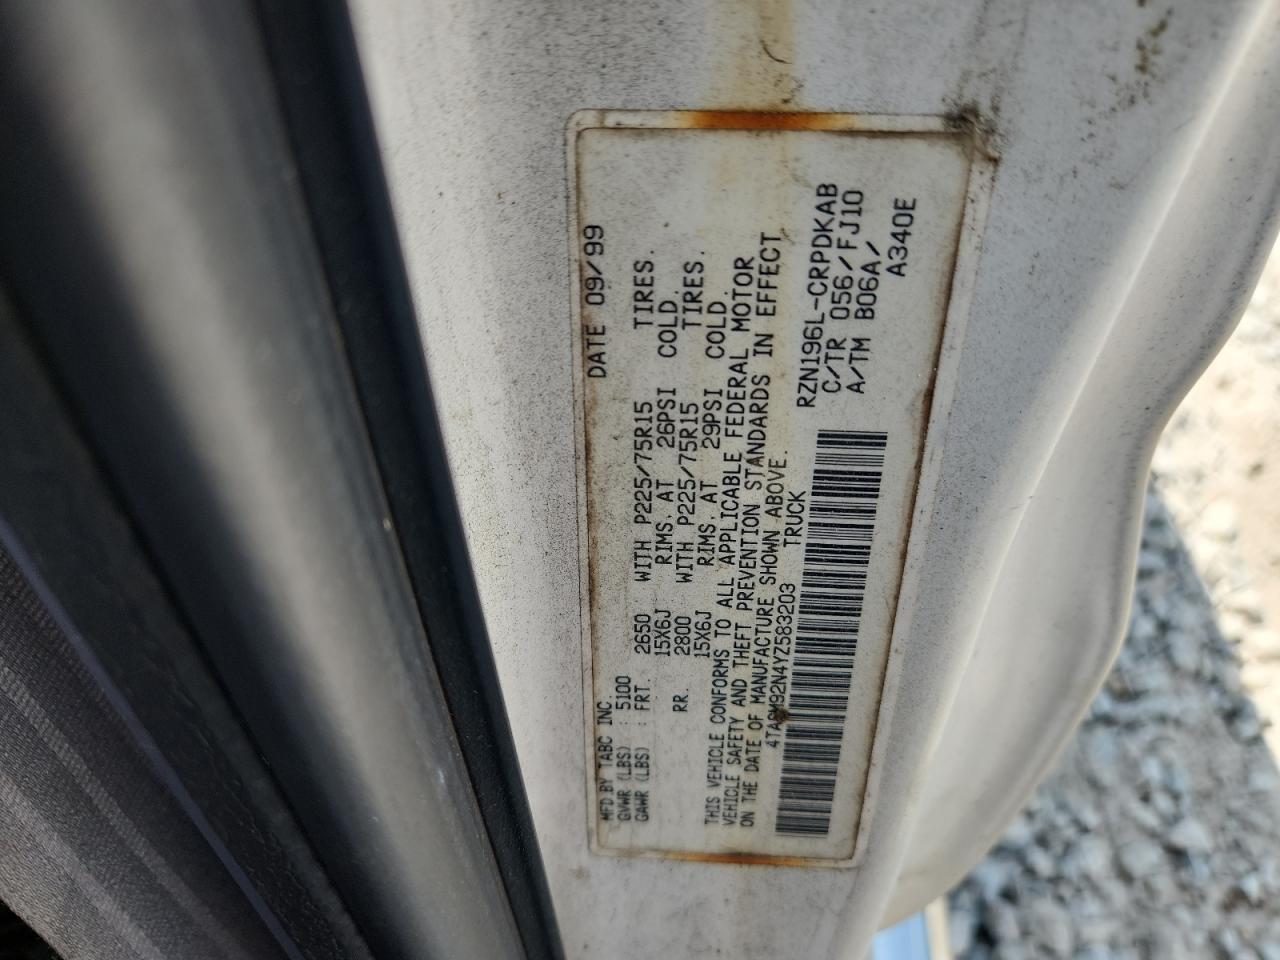 MFD BY TABC INC. DATE 09/99
GVWR (LBS) : 5100
GAWR (LBS) : FRT. 2650 WITH P225/75R15 TIRES.
15X6J RIMS. AT 26PSI COLD.
RR. 2800 WITH P225/75R15 TIRES.
15X6J RIMS. AT 29PSI COLD.
THIS VEHICLE CONFORMS TO ALL APPLICABLE FEDERAL MOTOR
VEHICLE SAFETY AND THEFT PREVENTION STANDARDS IN EFFECT
ON THE DATE OF MANUFACTURE SHOWN ABOVE.
4TASM92N4YZ583203 TRUCK
RZN196L-CRPDKAB
C/TR 056/FJ10
A/TM B06A/
A340E